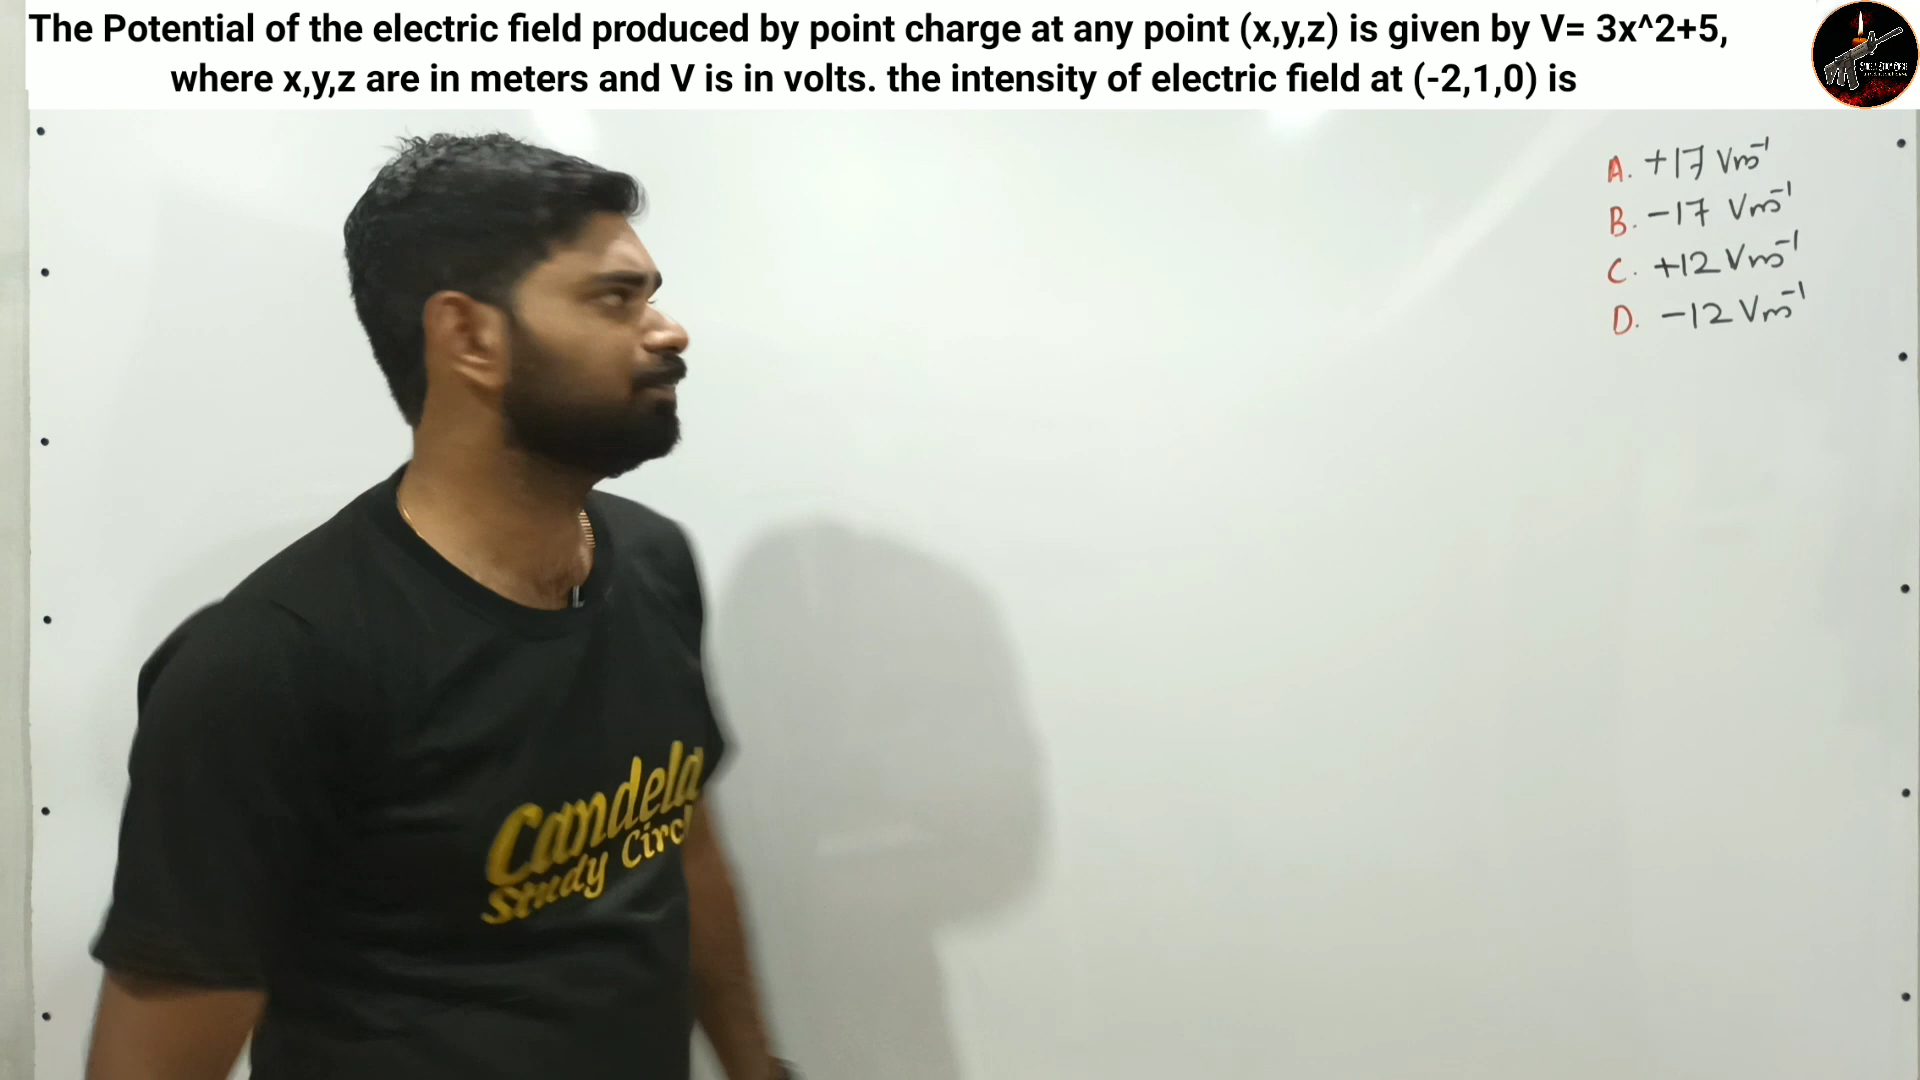 The Potential of the electric field produced by point charge at any point (x,y,z) is given by V= 3x^2+5,
where x,y,z are in meters and V is in volts. the intensity of electric field at (-2,1,0) is
A. +17 Vm⁻¹
B. -17 Vm⁻¹
C. +12 Vm⁻¹
D. -12 Vm⁻¹
Candela
Study Circl